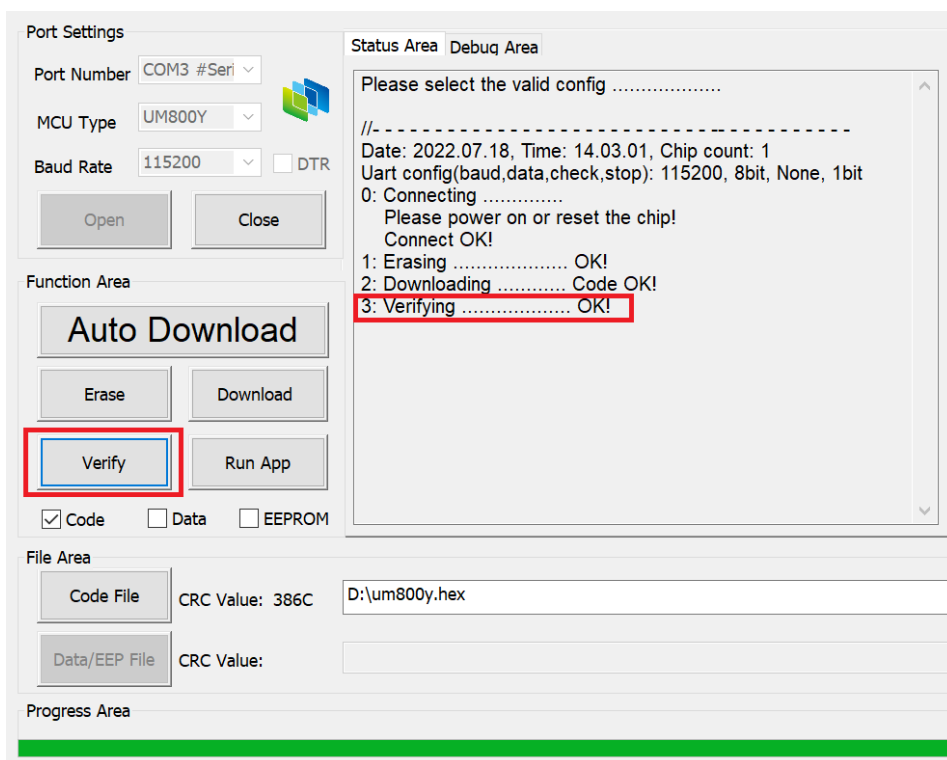 Port Settings
Port Number COM3 #Seri
MCU Type UM800Y
Baud Rate 115200 DTR
Open Close
Function Area
Auto Download
Erase Download
Verify Run App
Code Data EEPROM
Status Area Debug Area
Please select the valid config ...................
//- - - - - - - - - - - - - - - - - - - - - - - - - - - -- - - - - - - - - - - -
Date: 2022.07.18, Time: 14.03.01, Chip count: 1
Uart config(baud,data,check,stop): 115200, 8bit, None, 1bit
0: Connecting ..............
Please power on or reset the chip!
Connect OK!
1: Erasing .................... OK!
2: Downloading ............ Code OK!
3: Verifying ................... OK!
File Area
Code File CRC Value: 386C D:\um800y.hex
Data/EEP File CRC Value:
Progress Area